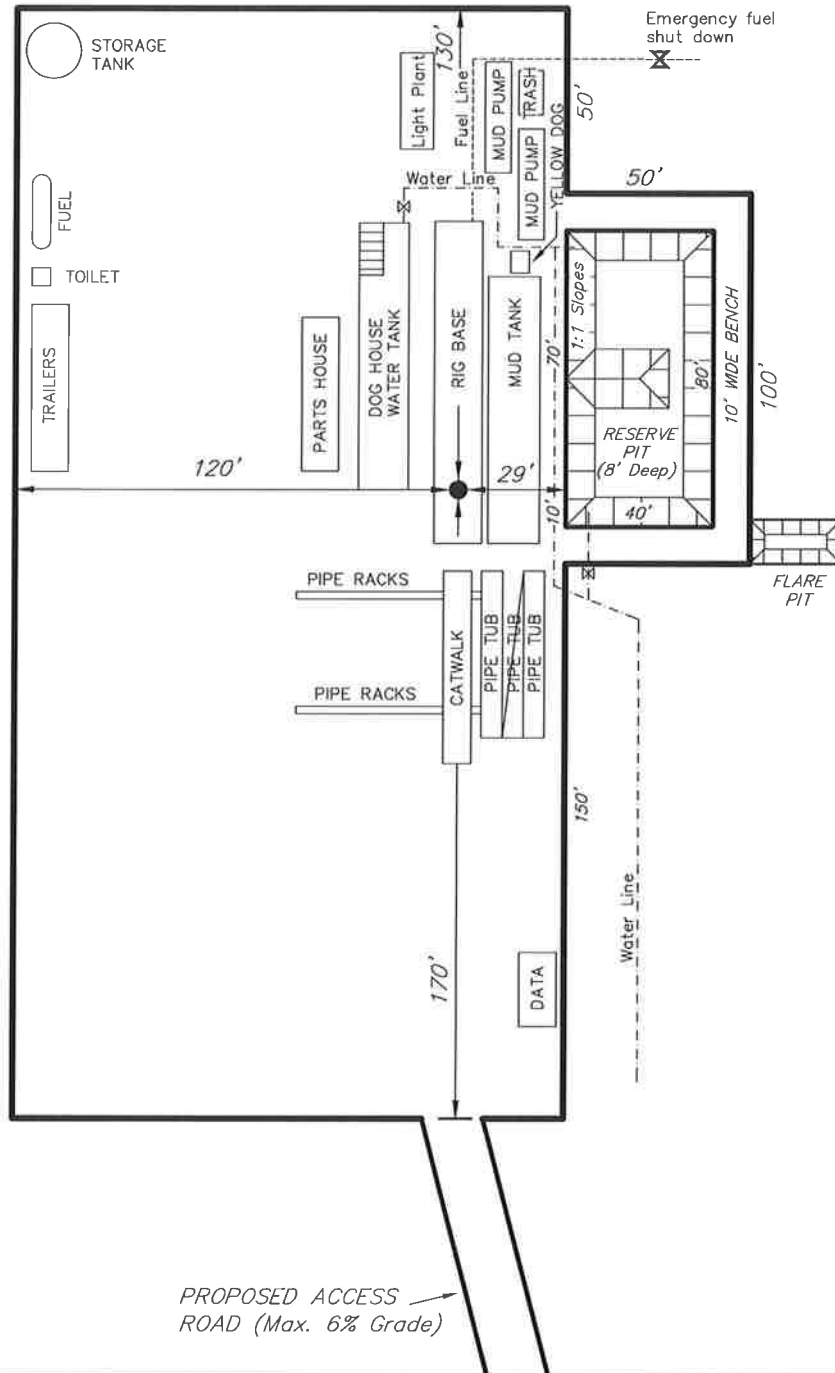 STORAGE
TANK
Emergency fuel
shut down
130'
Light Plant
Fuel Line
MUD PUMP
TRASH
MUD PUMP
YELLOW DOG
50'
50'
Water Line
FUEL
TOILET
TRAILERS
PARTS HOUSE
DOG HOUSE
WATER TANK
RIG BASE
MUD TANK
70'
1:1 Slopes
80'
10' WIDE BENCH
100'
RESERVE
PIT
(8' Deep)
120'
29'
10'
40'
FLARE
PIT
PIPE RACKS
PIPE RACKS
CATWALK
PIPE TUB
PIPE TUB
PIPE TUB
150'
Water Line
170'
DATA
PROPOSED ACCESS
ROAD (Max. 6% Grade)